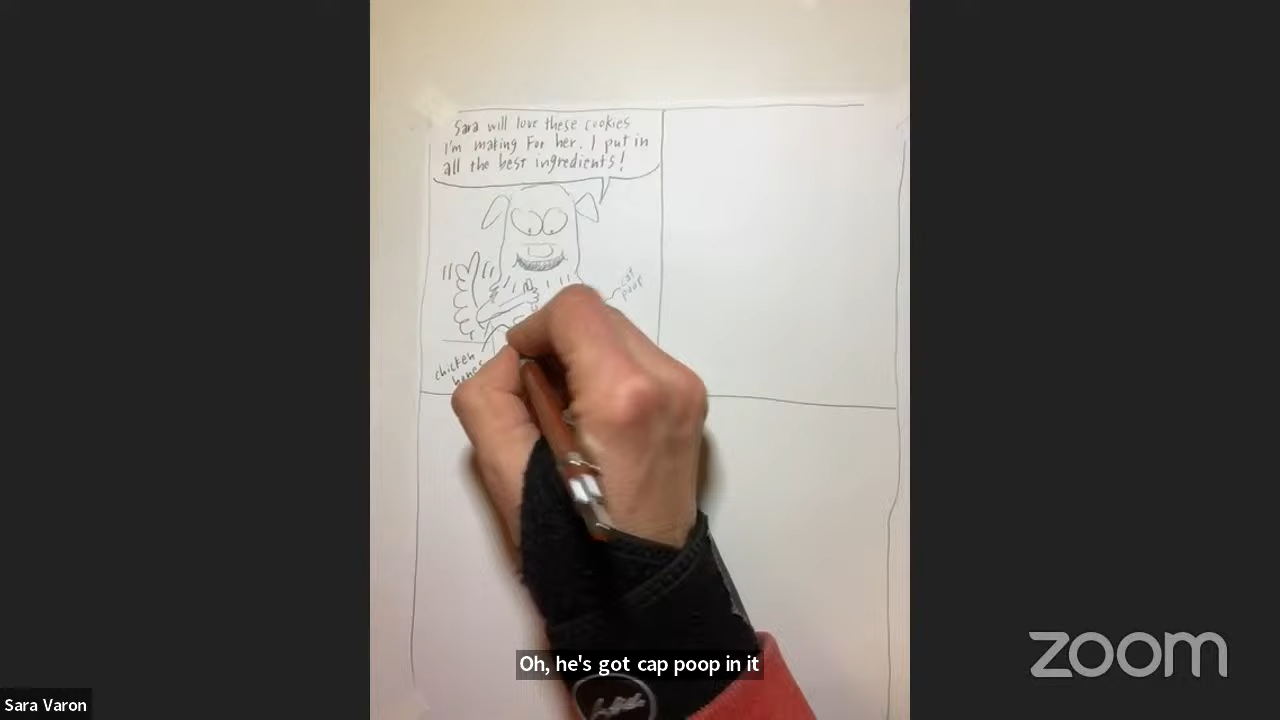 Sara will love these cookies
I'm making For her. I put in
all the best ingredients!
cat
poop
chicken
bones
Oh, he's got cap poop in it
zoom
Sara Varon